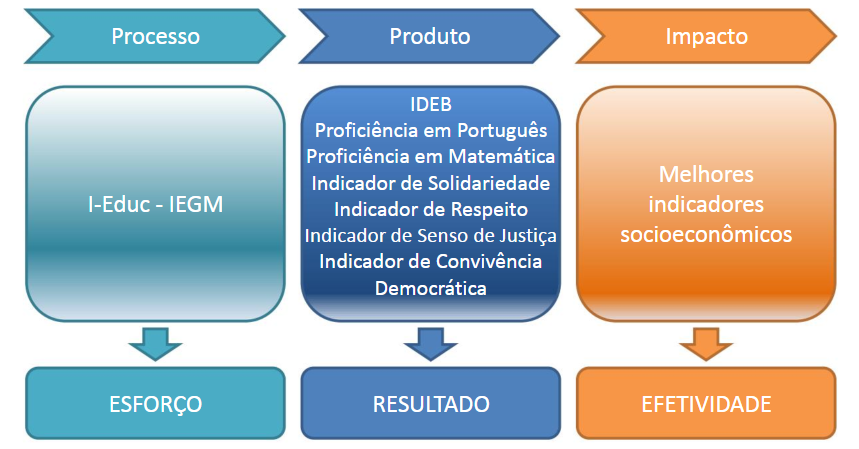 Processo
Produto
Impacto
I-Educ - IEGM
IDEB
Proficiência em Português
Proficiência em Matemática
Indicador de Solidariedade
Indicador de Respeito
Indicador de Senso de Justiça
Indicador de Convivência
Democrática
Melhores
indicadores
socioeconômicos
ESFORÇO
RESULTADO
EFETIVIDADE